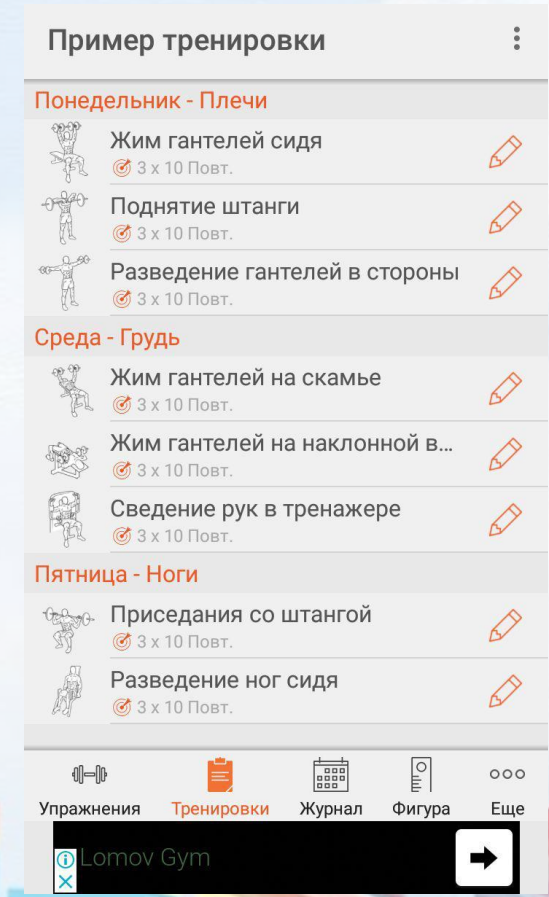 Пример тренировки
Понедельник - Плечи
Жим гантелей сидя
3 x 10 Повт.
Поднятие штанги
3 x 10 Повт.
Разведение гантелей в стороны
3 x 10 Повт.
Среда - Грудь
Жим гантелей на скамье
3 x 10 Повт.
Жим гантелей на наклонной в...
3 x 10 Повт.
Сведение рук в тренажере
3 x 10 Повт.
Пятница - Ноги
Приседания со штангой
3 x 10 Повт.
Разведение ног сидя
3 x 10 Повт.
Упражнения Тренировки Журнал Фигура Еще
Lomov Gym